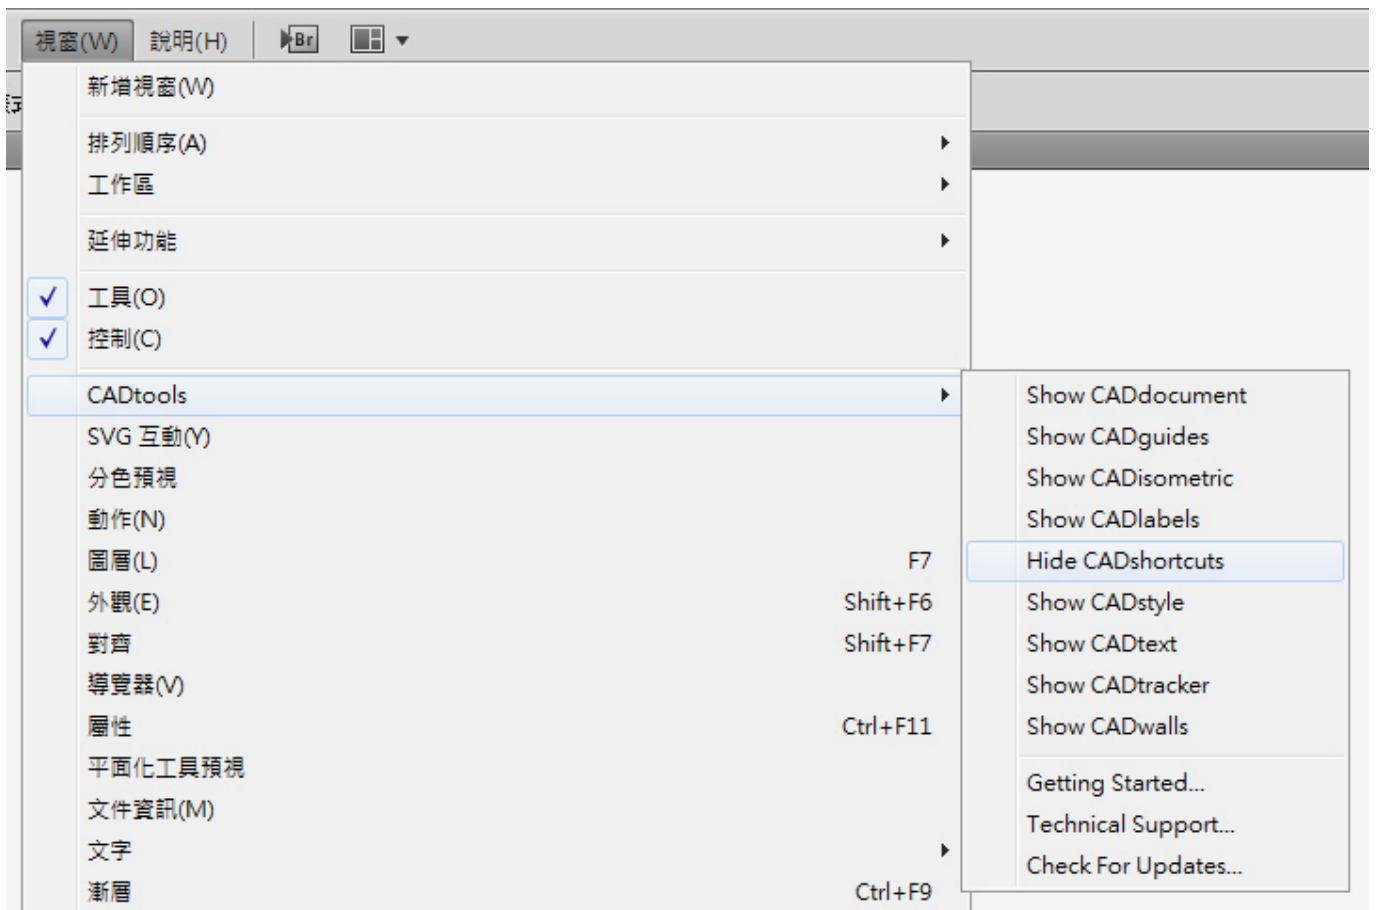 視窗(W) 說明(H) Br
新增視窗(W)
排列順序(A)
工作區
延伸功能
工具(O)
控制(C)
CADtools
SVG 互動(Y)
分色預視
動作(N)
圖層(L) F7
外觀(E) Shift+F6
對齊 Shift+F7
導覽器(V)
屬性 Ctrl+F11
平面化工具預視
文件資訊(M)
文字
漸層 Ctrl+F9
Show CADdocument
Show CADguides
Show CADisometric
Show CADlabels
Hide CADshortcuts
Show CADstyle
Show CADtext
Show CADtracker
Show CADwalls
Getting Started...
Technical Support...
Check For Updates...